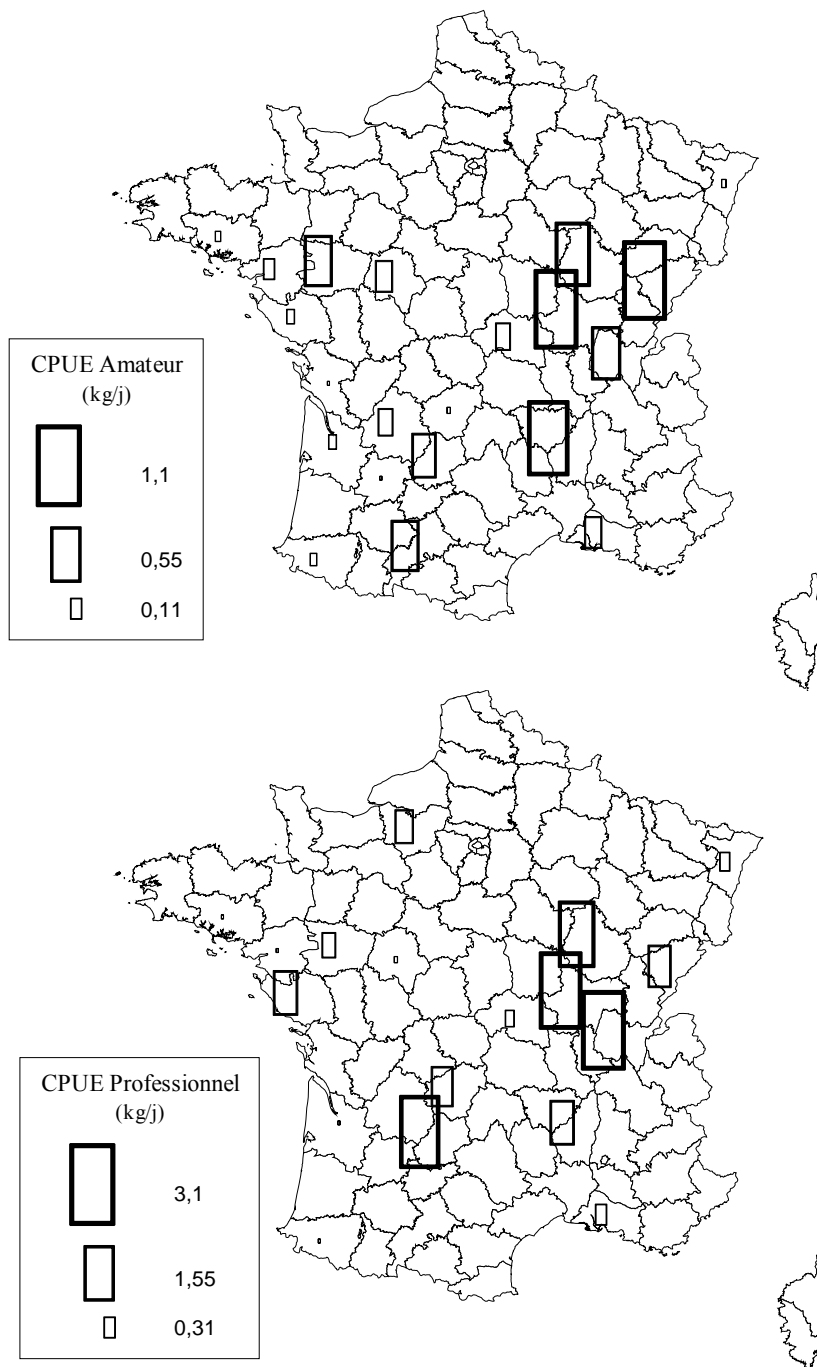 CPUE Amateur
(kg/j)
1,1
0,55
0,11
CPUE Professionnel
(kg/j)
3,1
1,55
0,31